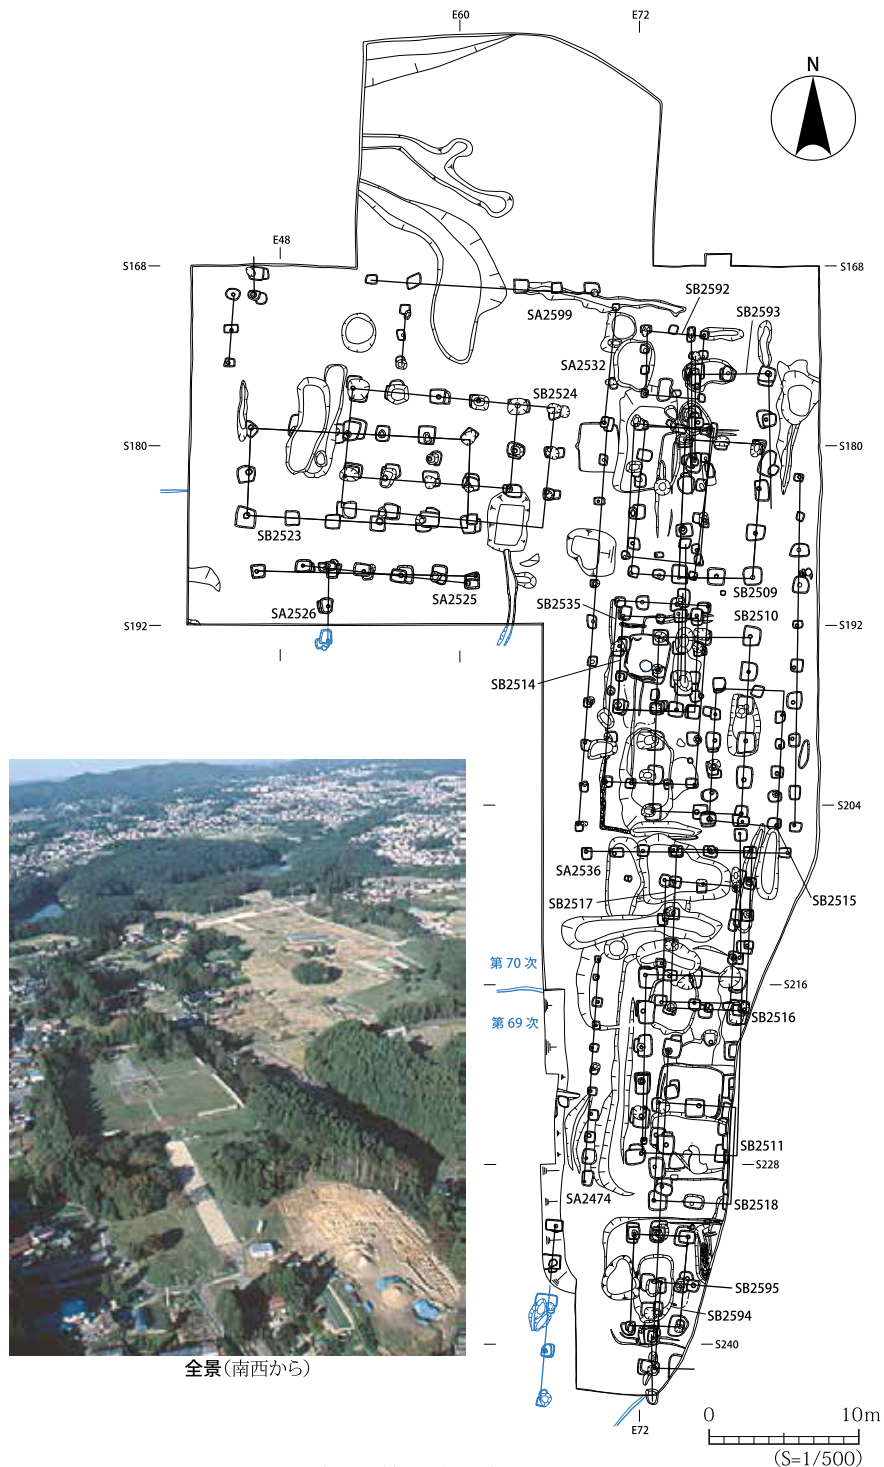 E60
E72
N
E48
S168
S168
SB2592
SB2593
SA2599
SA2532
SB2524
S180
S180
SB2523
SB2509
SB2535
SB2510
SA2525
SA2526
S192
S192
SB2514
S204
SA2536
SB2515
SB2517
第 70 次
S216
第 69 次
SB2516
SB2511
S228
SA2474
SB2518
SB2595
SB2594
S240
全景(南西から)
E72
0 10m
(S=1/500)